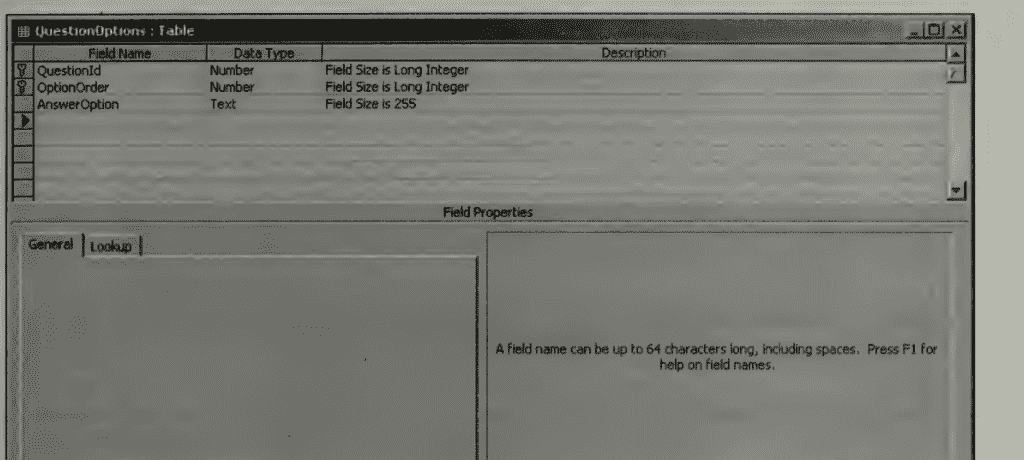 QuestionOptions : Table
Field Name Data Type Description
QuestionId Number Field Size is Long Integer
OptionOrder Number Field Size is Long Integer
AnswerOption Text Field Size is 255
Field Properties
General Lookup
A field name can be up to 64 characters long, including spaces. Press F1 for
help on field names.